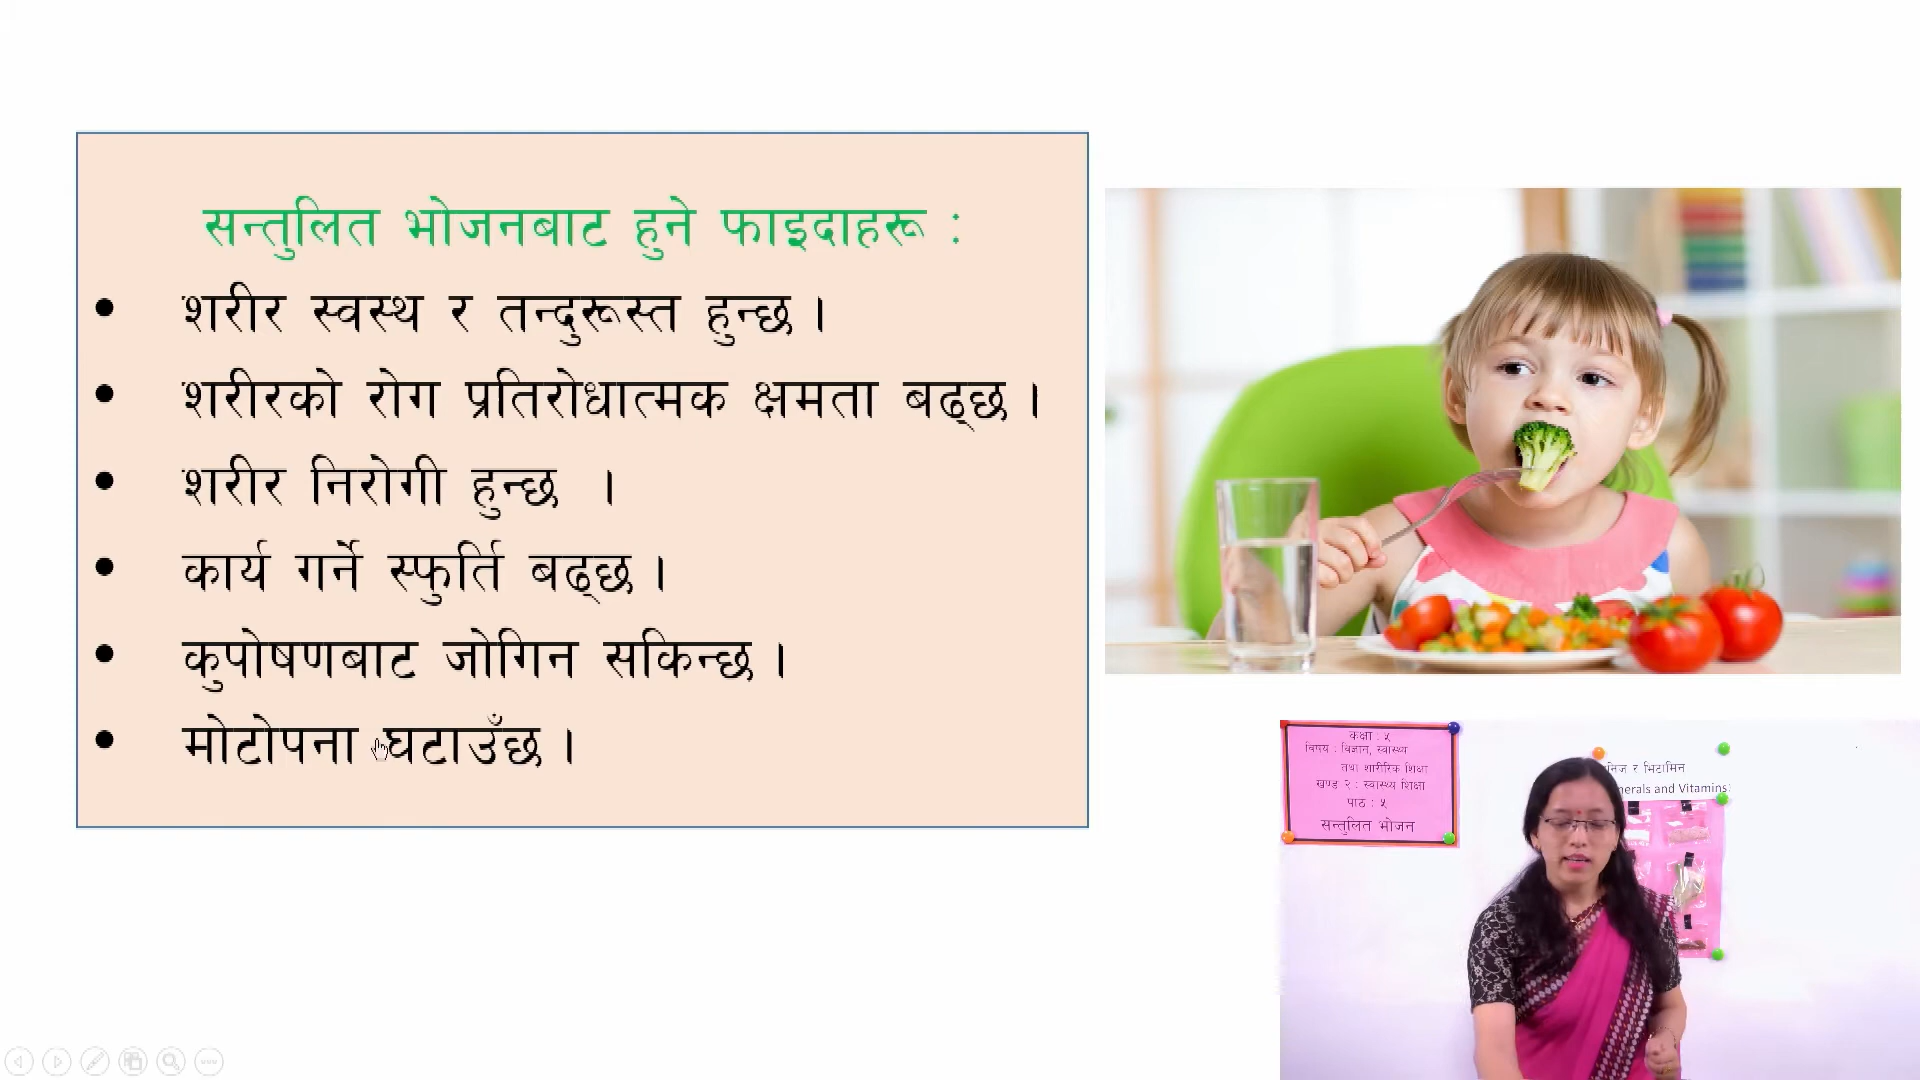 सन्तुलित भोजनबाट हुने फाइदाहरू :
• शरीर स्वस्थ र तन्दुरूस्त हुन्छ ।
• शरीरको रोग प्रतिरोधात्मक क्षमता बढ्छ ।
• शरीर निरोगी हुन्छ ।
• कार्य गर्ने स्फुर्ति बढ्छ ।
• कुपोषणबाट जोगिन सकिन्छ ।
• मोटोपना घटाउँछ ।
कक्षा : ५
विषय : विज्ञान, स्वास्थ्य
तथा शारीरिक शिक्षा
खण्ड २ : स्वास्थ्य शिक्षा
पाठ : ५
सन्तुलित भोजन
र भिटामिन
and Vitamins